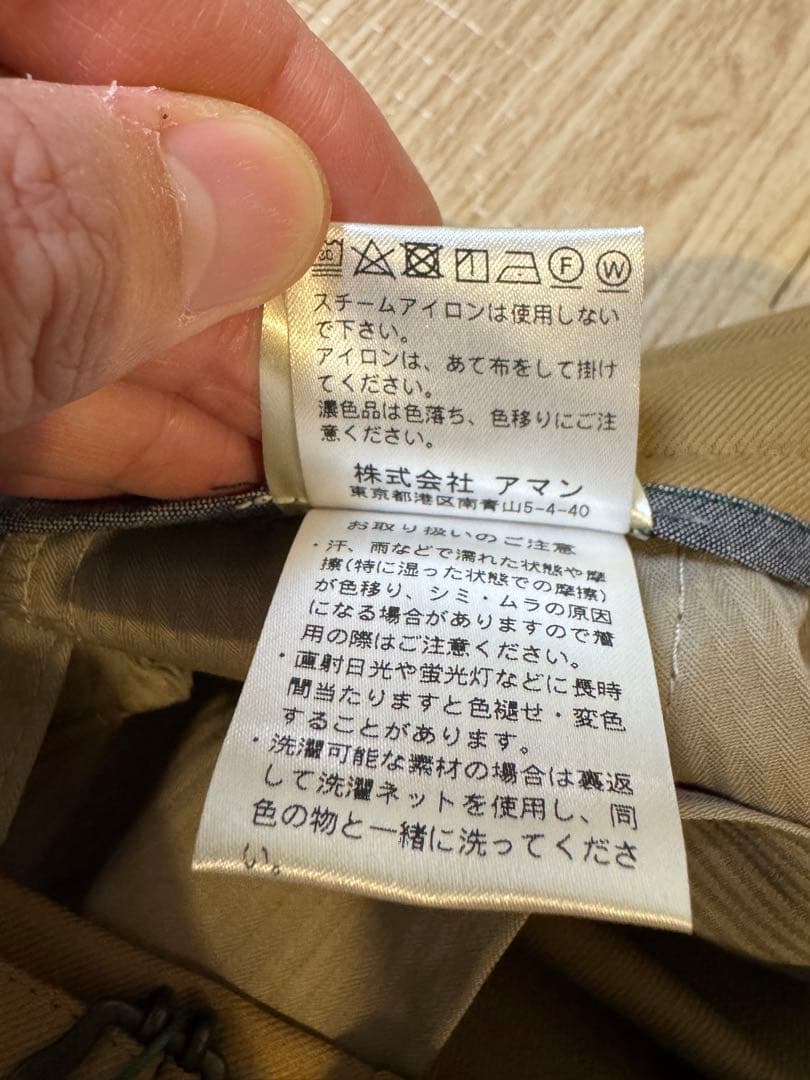 F W
スチームアイロンは使用しない
で下さい。
アイロンは、あて布をして掛け
てください。
濃色品は色落ち、色移りにご注
意ください。
株式会社 アマン
東京都港区南青山5-4-40
お取り扱いのご注意
・汗、雨などで濡れた状態や摩
擦(特に湿った状態での摩擦)
が色移り、シミ・ムラの原因
になる場合がありますので着
用の際はご注意ください。
・直射日光や蛍光灯などに長時
間当たりますと色褪せ・変色
することがあります。
・洗濯可能な素材の場合は裏返
して洗濯ネットを使用し、同
色の物と一緒に洗ってくださ
い。